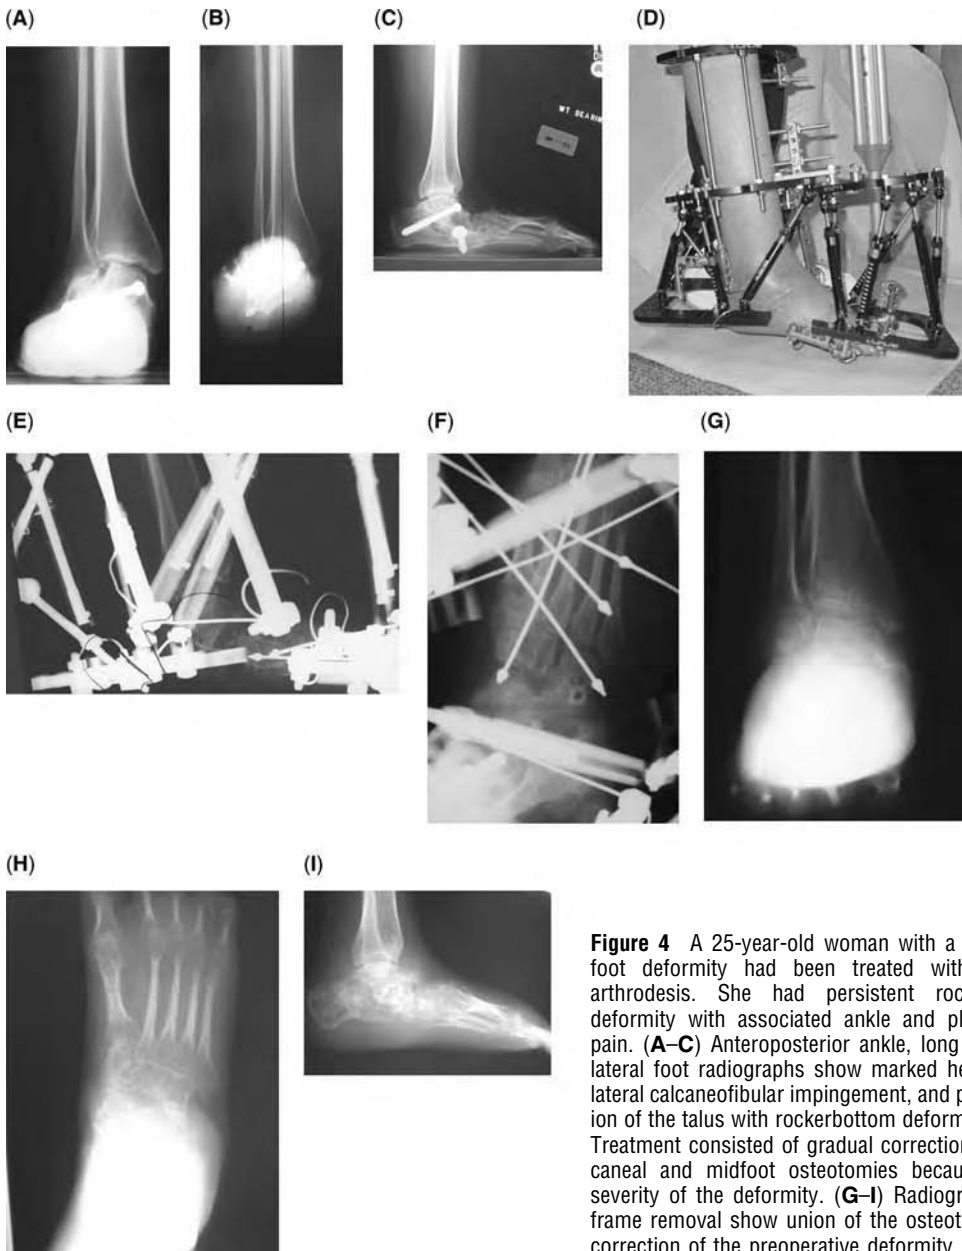 (A)
(B)
(C)
(D)
WT BEARIN
(E)
(F)
(G)
(H)
(I)
Figure 4 A 25-year-old woman with a
foot deformity had been treated with
arthrodesis. She had persistent roc
deformity with associated ankle and pl
pain. (A–C) Anteroposterior ankle, long
lateral foot radiographs show marked he
lateral calcaneofibular impingement, and p
ion of the talus with rockerbottom deform
Treatment consisted of gradual correction
caneal and midfoot osteotomies becau
severity of the deformity. (G–I) Radiogr
frame removal show union of the osteot
correction of the preoperative deformity.